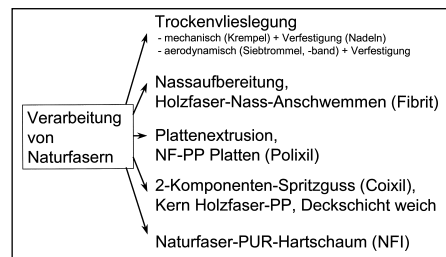 Trockenvlieslegung
- mechanisch (Krempel) + Verfestigung (Nadeln)
- aerodynamisch (Siebtrommel, -band) + Verfestigung
Nassaufbereitung,
Holzfaser-Nass-Anschwemmen (Fibrit)
Verarbeitung
von
Naturfasern
Plattenextrusion,
NF-PP Platten (Polixil)
2-Komponenten-Spritzguss (Coixil),
Kern Holzfaser-PP, Deckschicht weich
Naturfaser-PUR-Hartschaum (NFI)